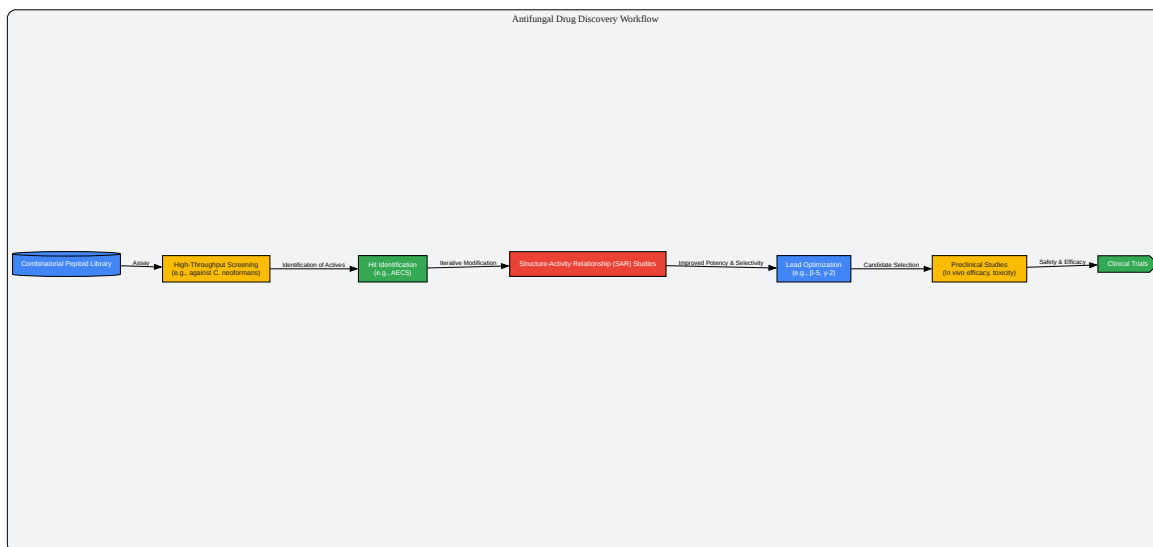 Antifungal Drug Discovery Workflow
Combinatorial Peptoid Library
Assay
High-Throughput Screening
(e.g., against C. neoformans)
Identification of Actives
Hit Identification
(e.g., AEC5)
Iterative Modification
Structure-Activity Relationship (SAR) Studies
Improved Potency & Selectivity
Lead Optimization
(e.g., β-5, γ-2)
Candidate Selection
Preclinical Studies
(In vivo efficacy, toxicity)
Safety & Efficacy
Clinical Trials